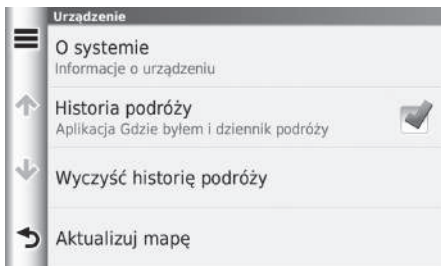 Urządzenie
O systemie
Informacje o urządzeniu
Historia podróży
Aplikacja Gdzie byłem i dziennik podróży
Wyczyść historię podróży
Aktualizuj mapę